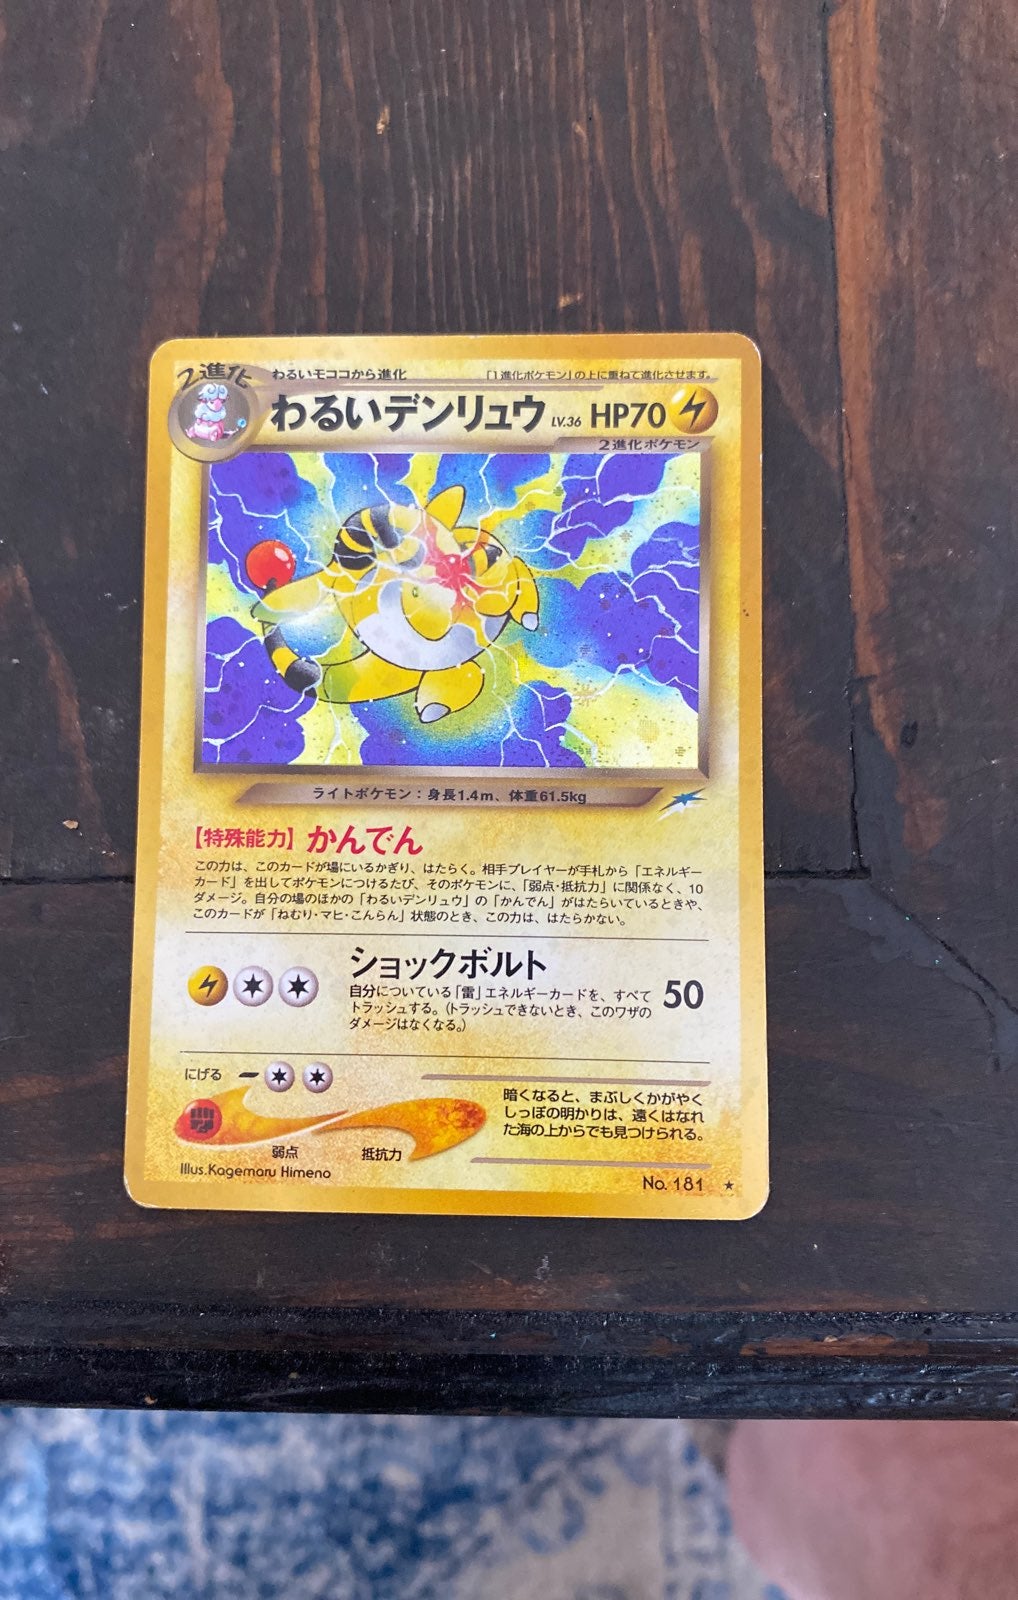 2進化
わるいモココから進化
「1進化ポケモン」の上に重ねて進化させます。
わるいデンリュウ LV.36 HP70
2進化ポケモン
ライトポケモン：身長1.4m、体重61.5kg
【特殊能力】かんでん
この力は、このカードが場にいるかぎり、はたらく。相手プレイヤーが手札から「エネルギー
カード」を出してポケモンにつけるたび、そのポケモンに、「弱点・抵抗力」に関係なく、10
ダメージ。自分の場のほかの「わるいデンリュウ」の「かんでん」がはたらいているときや、
このカードが「ねむり・マヒ・こんらん」状態のとき、この力は、はたらかない。
ショックボルト
自分についている「雷」エネルギーカードを、すべて
トラッシュする。（トラッシュできないとき、このワザの
ダメージはなくなる。）
50
にげる
弱点
抵抗力
暗くなると、まぶしくかがやく
しっぽの明かりは、遠くはなれ
た海の上からでも見つけられる。
Illus.Kagemaru Himeno
No.181 ★